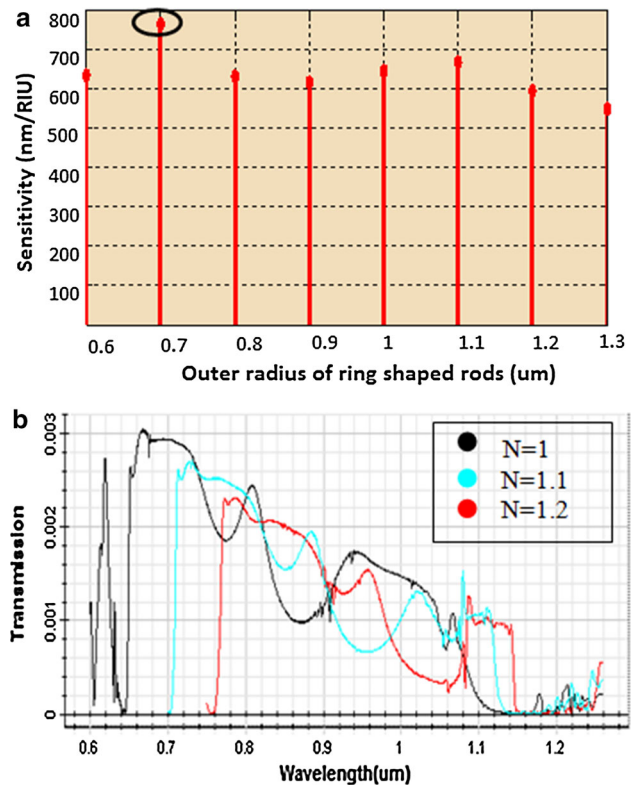 a
800
700
600
500
400
300
200
100
Sensitivity (nm/RIU)
0.6 0.7 0.8 0.9 1 1.1 1.2 1.3
Outer radius of ring shaped rods (um)
b
0.003
0.002
0.001
0
Transmission
N=1
N=1.1
N=1.2
0.6 0.7 0.8 0.9 1 1.1 1.2
Wavelength(um)